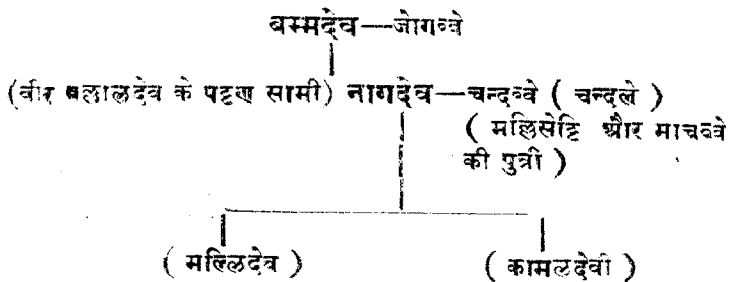 बम्मदेव—जोगव्वे
(वीर बलालदेव के पट्टण सामी) नागदेव—चन्दव्वे ( चन्दले )
( मल्लिसेट्टि और माचव्वे
की पुत्री )
( मल्लिदेव ) ( कामलदेवी )